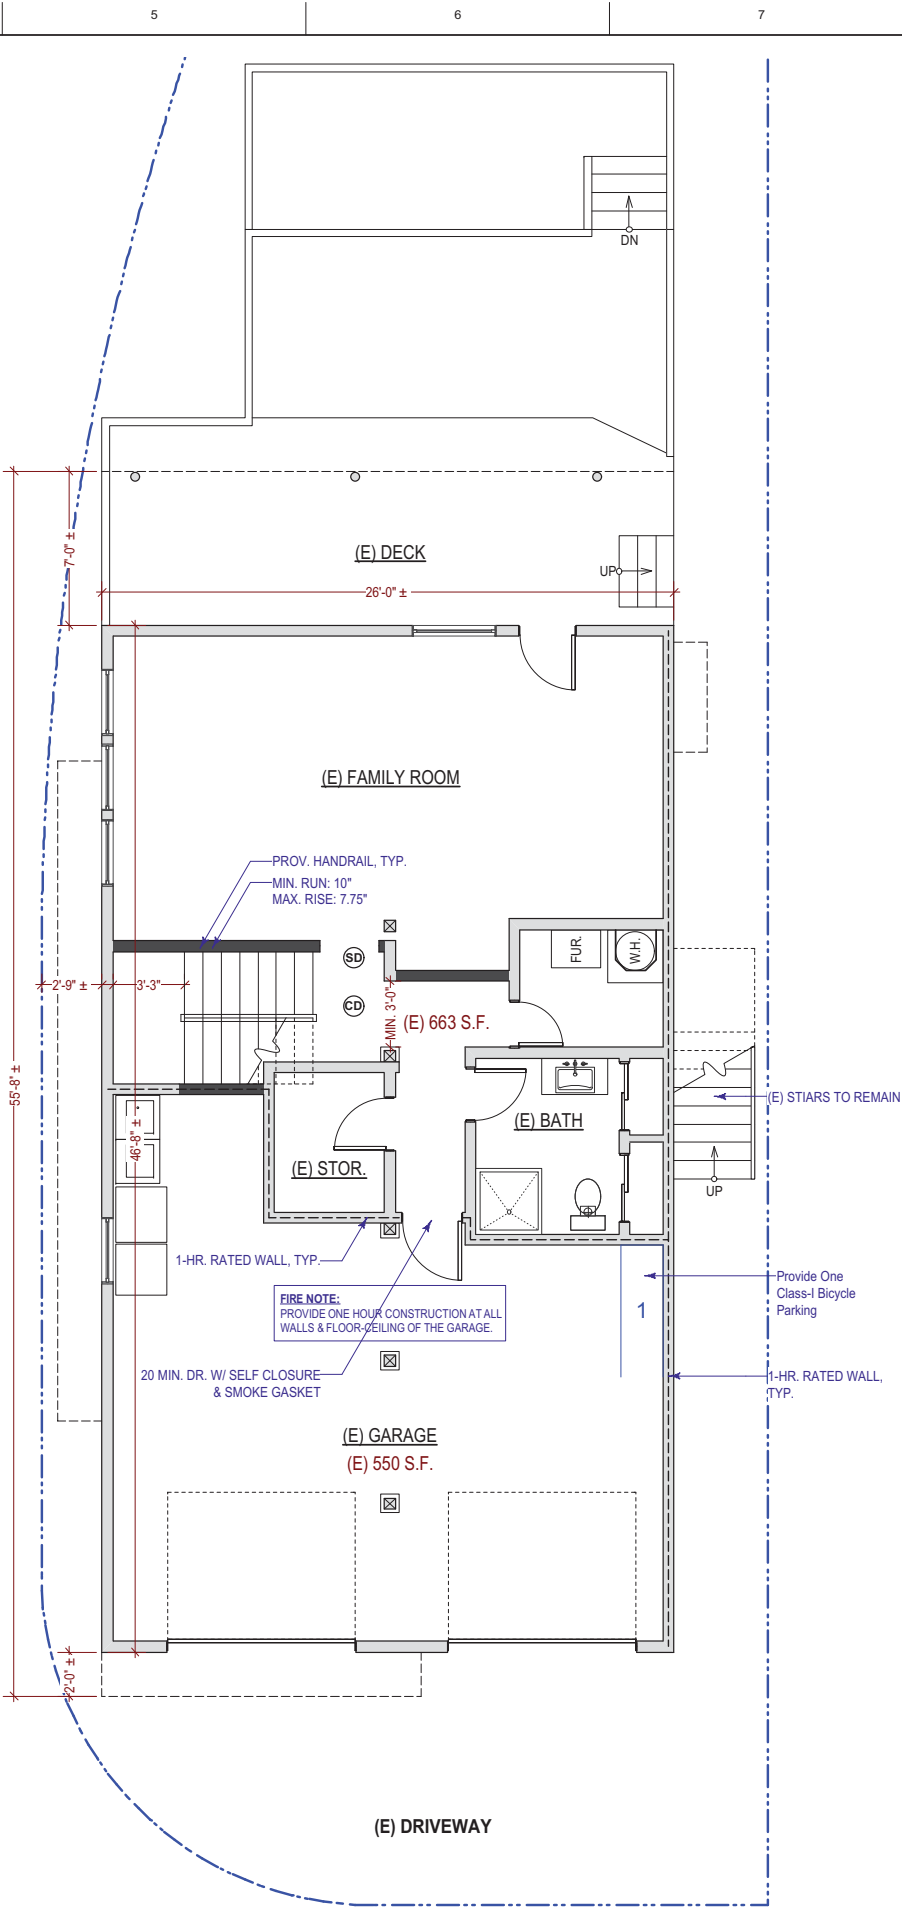 5 6 7
DN
(E) DECK
UP
7'-0" ±
26'-0" ±
(E) FAMILY ROOM
PROV. HANDRAIL, TYP.
MIN. RUN: 10"
MAX. RISE: 7.75"
FUR.
W.H.
SD
2'-9" ±
3'-3"
CD
MIN. 3'-0"
(E) 663 S.F.
55'-8" ±
46'-8" ±
(E) STIARS TO REMAIN
(E) BATH
(E) STOR.
UP
1-HR. RATED WALL, TYP.
FIRE NOTE:
PROVIDE ONE HOUR CONSTRUCTION AT ALL
WALLS & FLOOR-CEILING OF THE GARAGE.
1
Provide One
Class-I Bicycle
Parking
20 MIN. DR. W/ SELF CLOSURE
& SMOKE GASKET
1-HR. RATED WALL,
TYP.
(E) GARAGE
(E) 550 S.F.
2'-0" ±
(E) DRIVEWAY